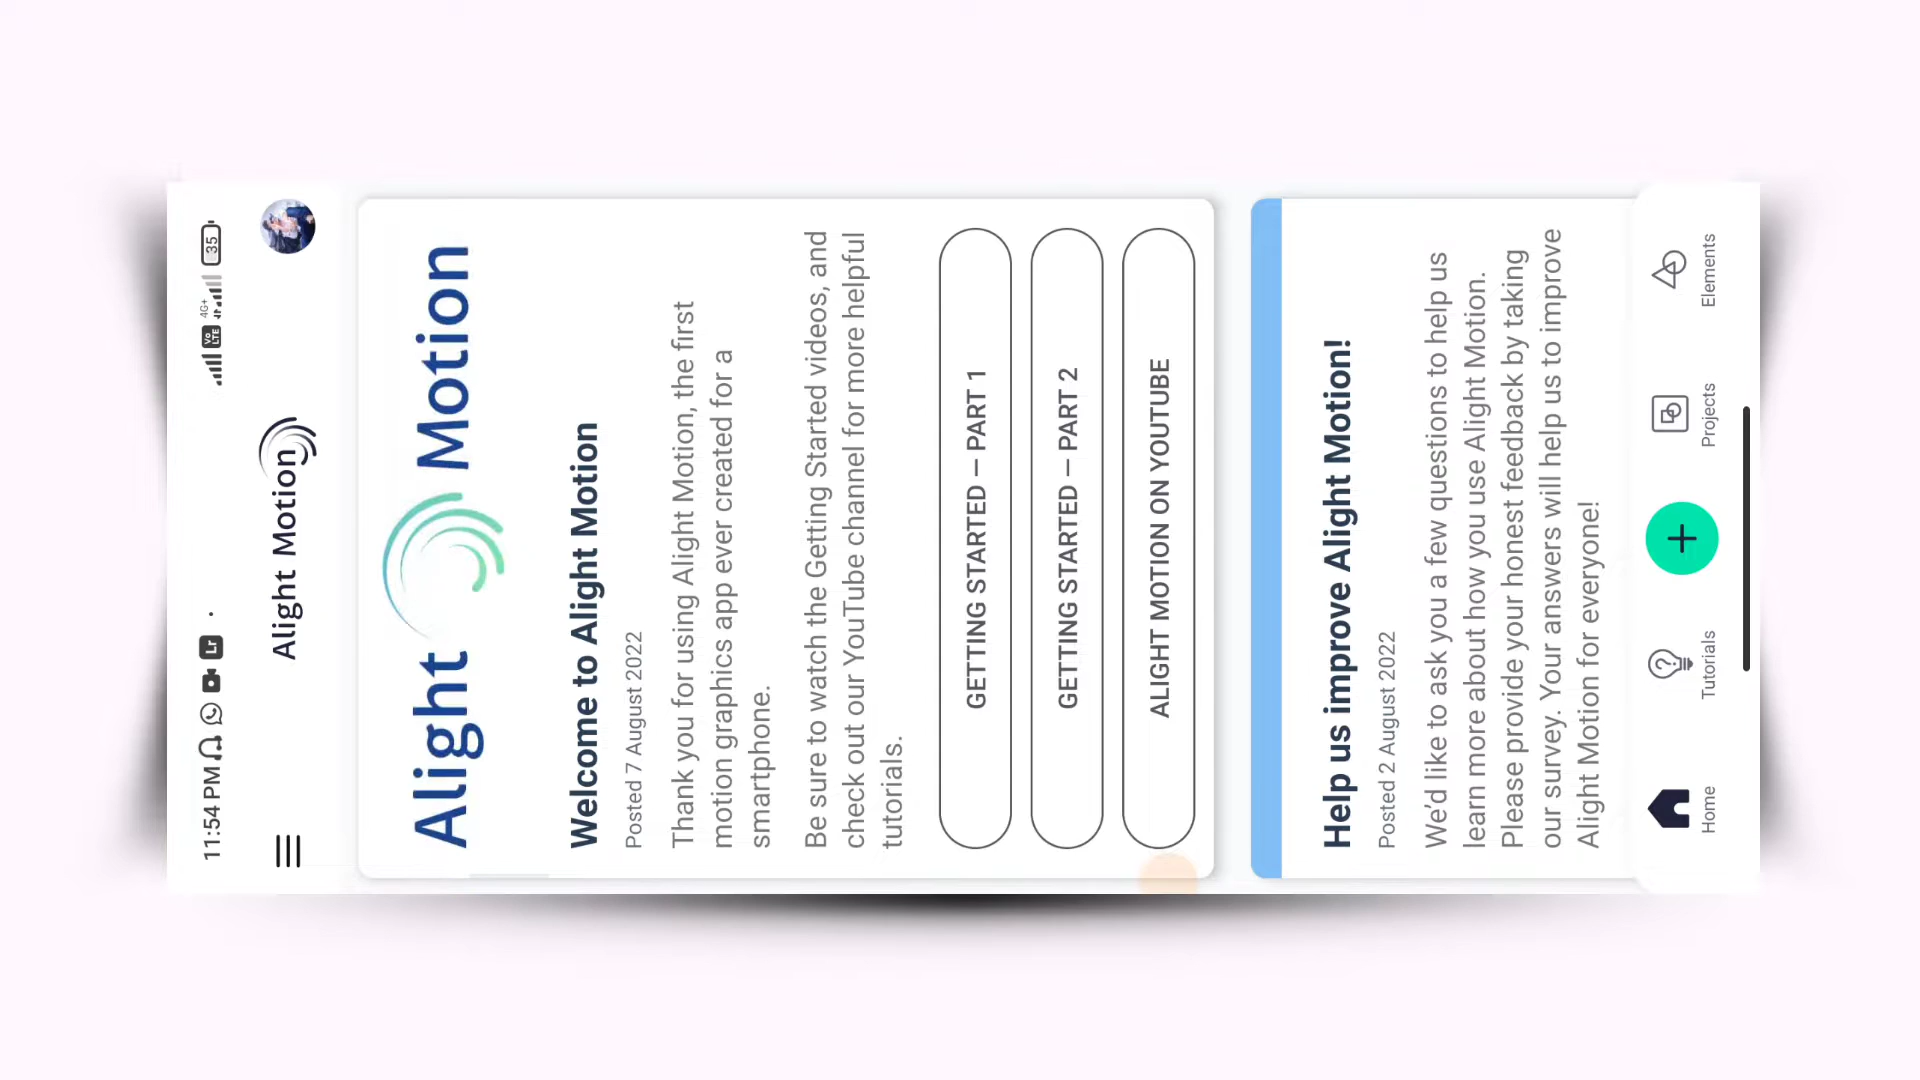 11:54 PM
Lr
Vo
LTE
4G+
35
Alight Motion
Alight Motion
Welcome to Alight Motion
Posted 7 August 2022
Thank you for using Alight Motion, the first
motion graphics app ever created for a
smartphone.
Be sure to watch the Getting Started videos, and
check out our YouTube channel for more helpful
tutorials.
GETTING STARTED – PART 1
GETTING STARTED – PART 2
ALIGHT MOTION ON YOUTUBE
Help us improve Alight Motion!
Posted 2 August 2022
We'd like to ask you a few questions to help us
learn more about how you use Alight Motion.
Please provide your honest feedback by taking
our survey. Your answers will help us to improve
Alight Motion for everyone!
Home
Tutorials
Projects
Elements